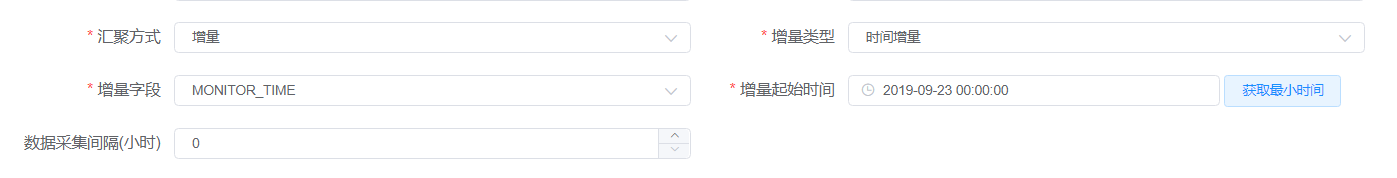 * 汇聚方式 增量 * 增量类型 时间增量
* 增量字段 MONITOR_TIME * 增量起始时间 2019-09-23 00:00:00 获取最小时间
数据采集间隔(小时) 0